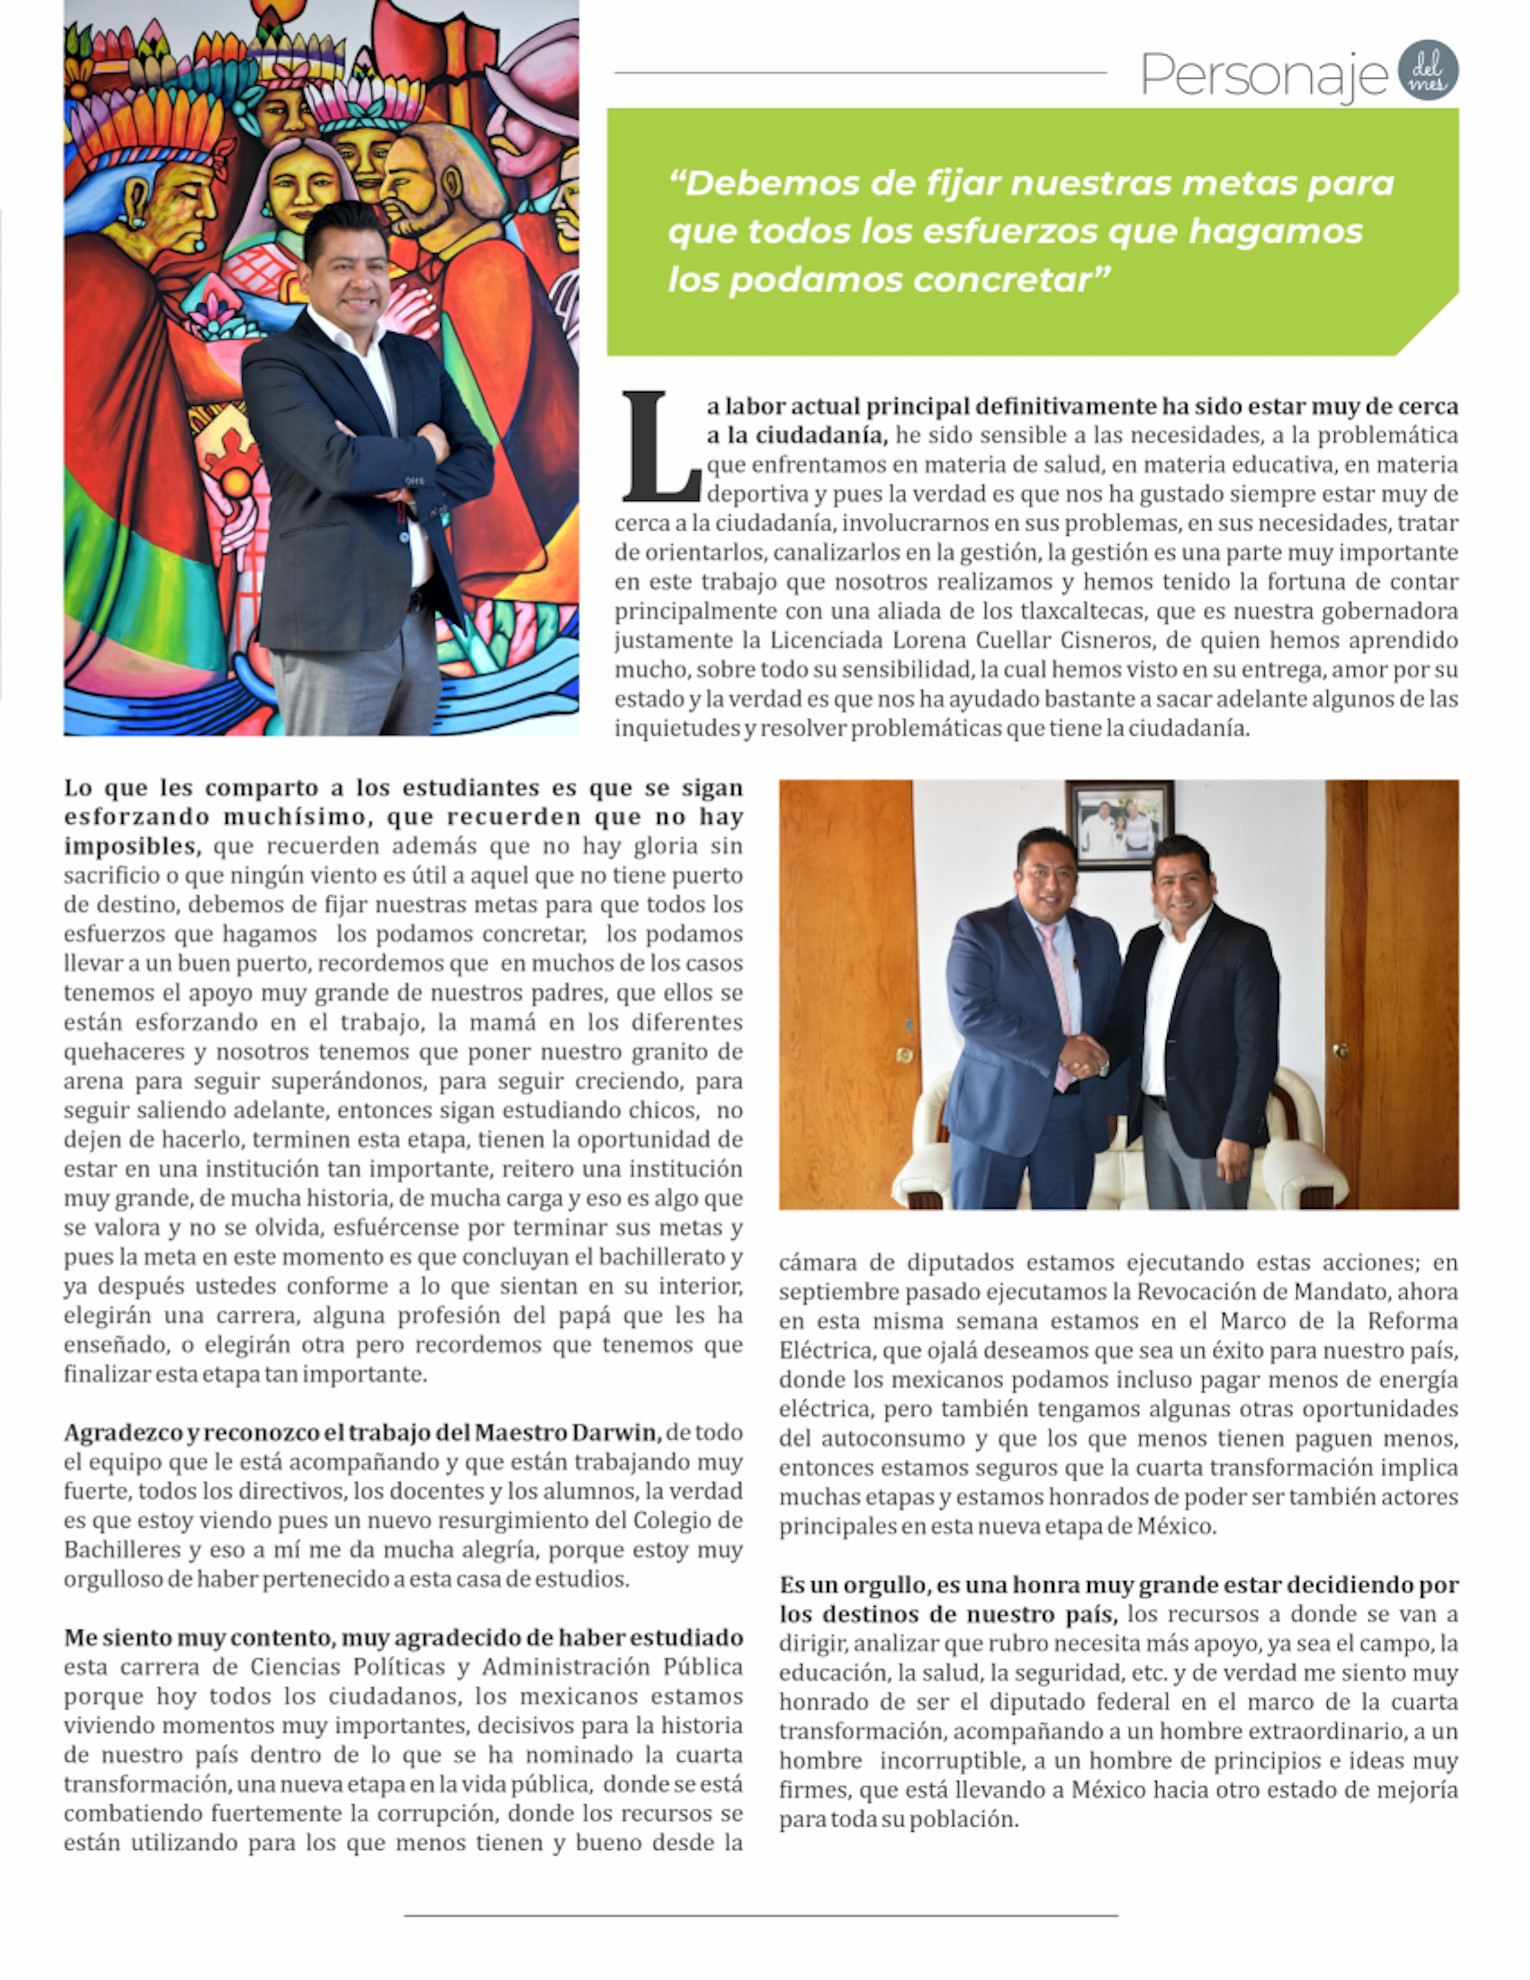 Personaje del mes
“Debemos de fijar nuestras metas para
que todos los esfuerzos que hagamos
los podamos concretar”
La labor actual principal definitivamente ha sido estar muy de cerca
a la ciudadanía, he sido sensible a las necesidades, a la problemática
que enfrentamos en materia de salud, en materia educativa, en materia
deportiva y pues la verdad es que nos ha gustado siempre estar muy de
cerca a la ciudadanía, involucrarnos en sus problemas, en sus necesidades, tratar
de orientarlos, canalizarlos en la gestión, la gestión es una parte muy importante
en este trabajo que nosotros realizamos y hemos tenido la fortuna de contar
principalmente con una aliada de los tlaxcaltecas, que es nuestra gobernadora
justamente la Licenciada Lorena Cuellar Cisneros, de quien hemos aprendido
mucho, sobre todo su sensibilidad, la cual hemos visto en su entrega, amor por su
estado y la verdad es que nos ha ayudado bastante a sacar adelante algunos de las
inquietudes y resolver problemáticas que tiene la ciudadanía.
Lo que les comparto a los estudiantes es que se sigan
esforzando muchísimo, que recuerden que no hay
imposibles, que recuerden además que no hay gloria sin
sacrificio o que ningún viento es útil a aquel que no tiene puerto
de destino, debemos de fijar nuestras metas para que todos los
esfuerzos que hagamos los podamos concretar, los podamos
llevar a un buen puerto, recordemos que en muchos de los casos
tenemos el apoyo muy grande de nuestros padres, que ellos se
están esforzando en el trabajo, la mamá en los diferentes
quehaceres y nosotros tenemos que poner nuestro granito de
arena para seguir superándonos, para seguir creciendo, para
seguir saliendo adelante, entonces sigan estudiando chicos, no
dejen de hacerlo, terminen esta etapa, tienen la oportunidad de
estar en una institución tan importante, reitero una institución
muy grande, de mucha historia, de mucha carga y eso es algo que
se valora y no se olvida, esfuércense por terminar sus metas y
pues la meta en este momento es que concluyan el bachillerato y
ya después ustedes conforme a lo que sientan en su interior,
elegirán una carrera, alguna profesión del papá que les ha
enseñado, o elegirán otra pero recordemos que tenemos que
finalizar esta etapa tan importante.
Agradezco y reconozco el trabajo del Maestro Darwin, de todo
el equipo que le está acompañando y que están trabajando muy
fuerte, todos los directivos, los docentes y los alumnos, la verdad
es que estoy viendo pues un nuevo resurgimiento del Colegio de
Bachilleres y eso a mí me da mucha alegría, porque estoy muy
orgulloso de haber pertenecido a esta casa de estudios.
Me siento muy contento, muy agradecido de haber estudiado
esta carrera de Ciencias Políticas y Administración Pública
porque hoy todos los ciudadanos, los mexicanos estamos
viviendo momentos muy importantes, decisivos para la historia
de nuestro país dentro de lo que se ha nominado la cuarta
transformación, una nueva etapa en la vida pública, donde se está
combatiendo fuertemente la corrupción, donde los recursos se
están utilizando para los que menos tienen y bueno desde la
cámara de diputados estamos ejecutando estas acciones; en
septiembre pasado ejecutamos la Revocación de Mandato, ahora
en esta misma semana estamos en el Marco de la Reforma
Eléctrica, que ojalá deseamos que sea un éxito para nuestro país,
donde los mexicanos podamos incluso pagar menos de energía
eléctrica, pero también tengamos algunas otras oportunidades
del autoconsumo y que los que menos tienen paguen menos,
entonces estamos seguros que la cuarta transformación implica
muchas etapas y estamos honrados de poder ser también actores
principales en esta nueva etapa de México.
Es un orgullo, es una honra muy grande estar decidiendo por
los destinos de nuestro país, los recursos a donde se van a
dirigir, analizar que rubro necesita más apoyo, ya sea el campo, la
educación, la salud, la seguridad, etc. y de verdad me siento muy
honrado de ser el diputado federal en el marco de la cuarta
transformación, acompañando a un hombre extraordinario, a un
hombre incorruptible, a un hombre de principios e ideas muy
firmes, que está llevando a México hacia otro estado de mejoría
para toda su población.